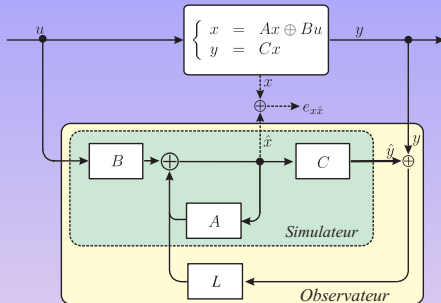 u
x = Ax ⊕ Bu
y = Cx
y
x
⊕ e_{xx̂}
x̂
y
B ⊕ C ŷ ⊕
A
Simulateur
L
Observateur